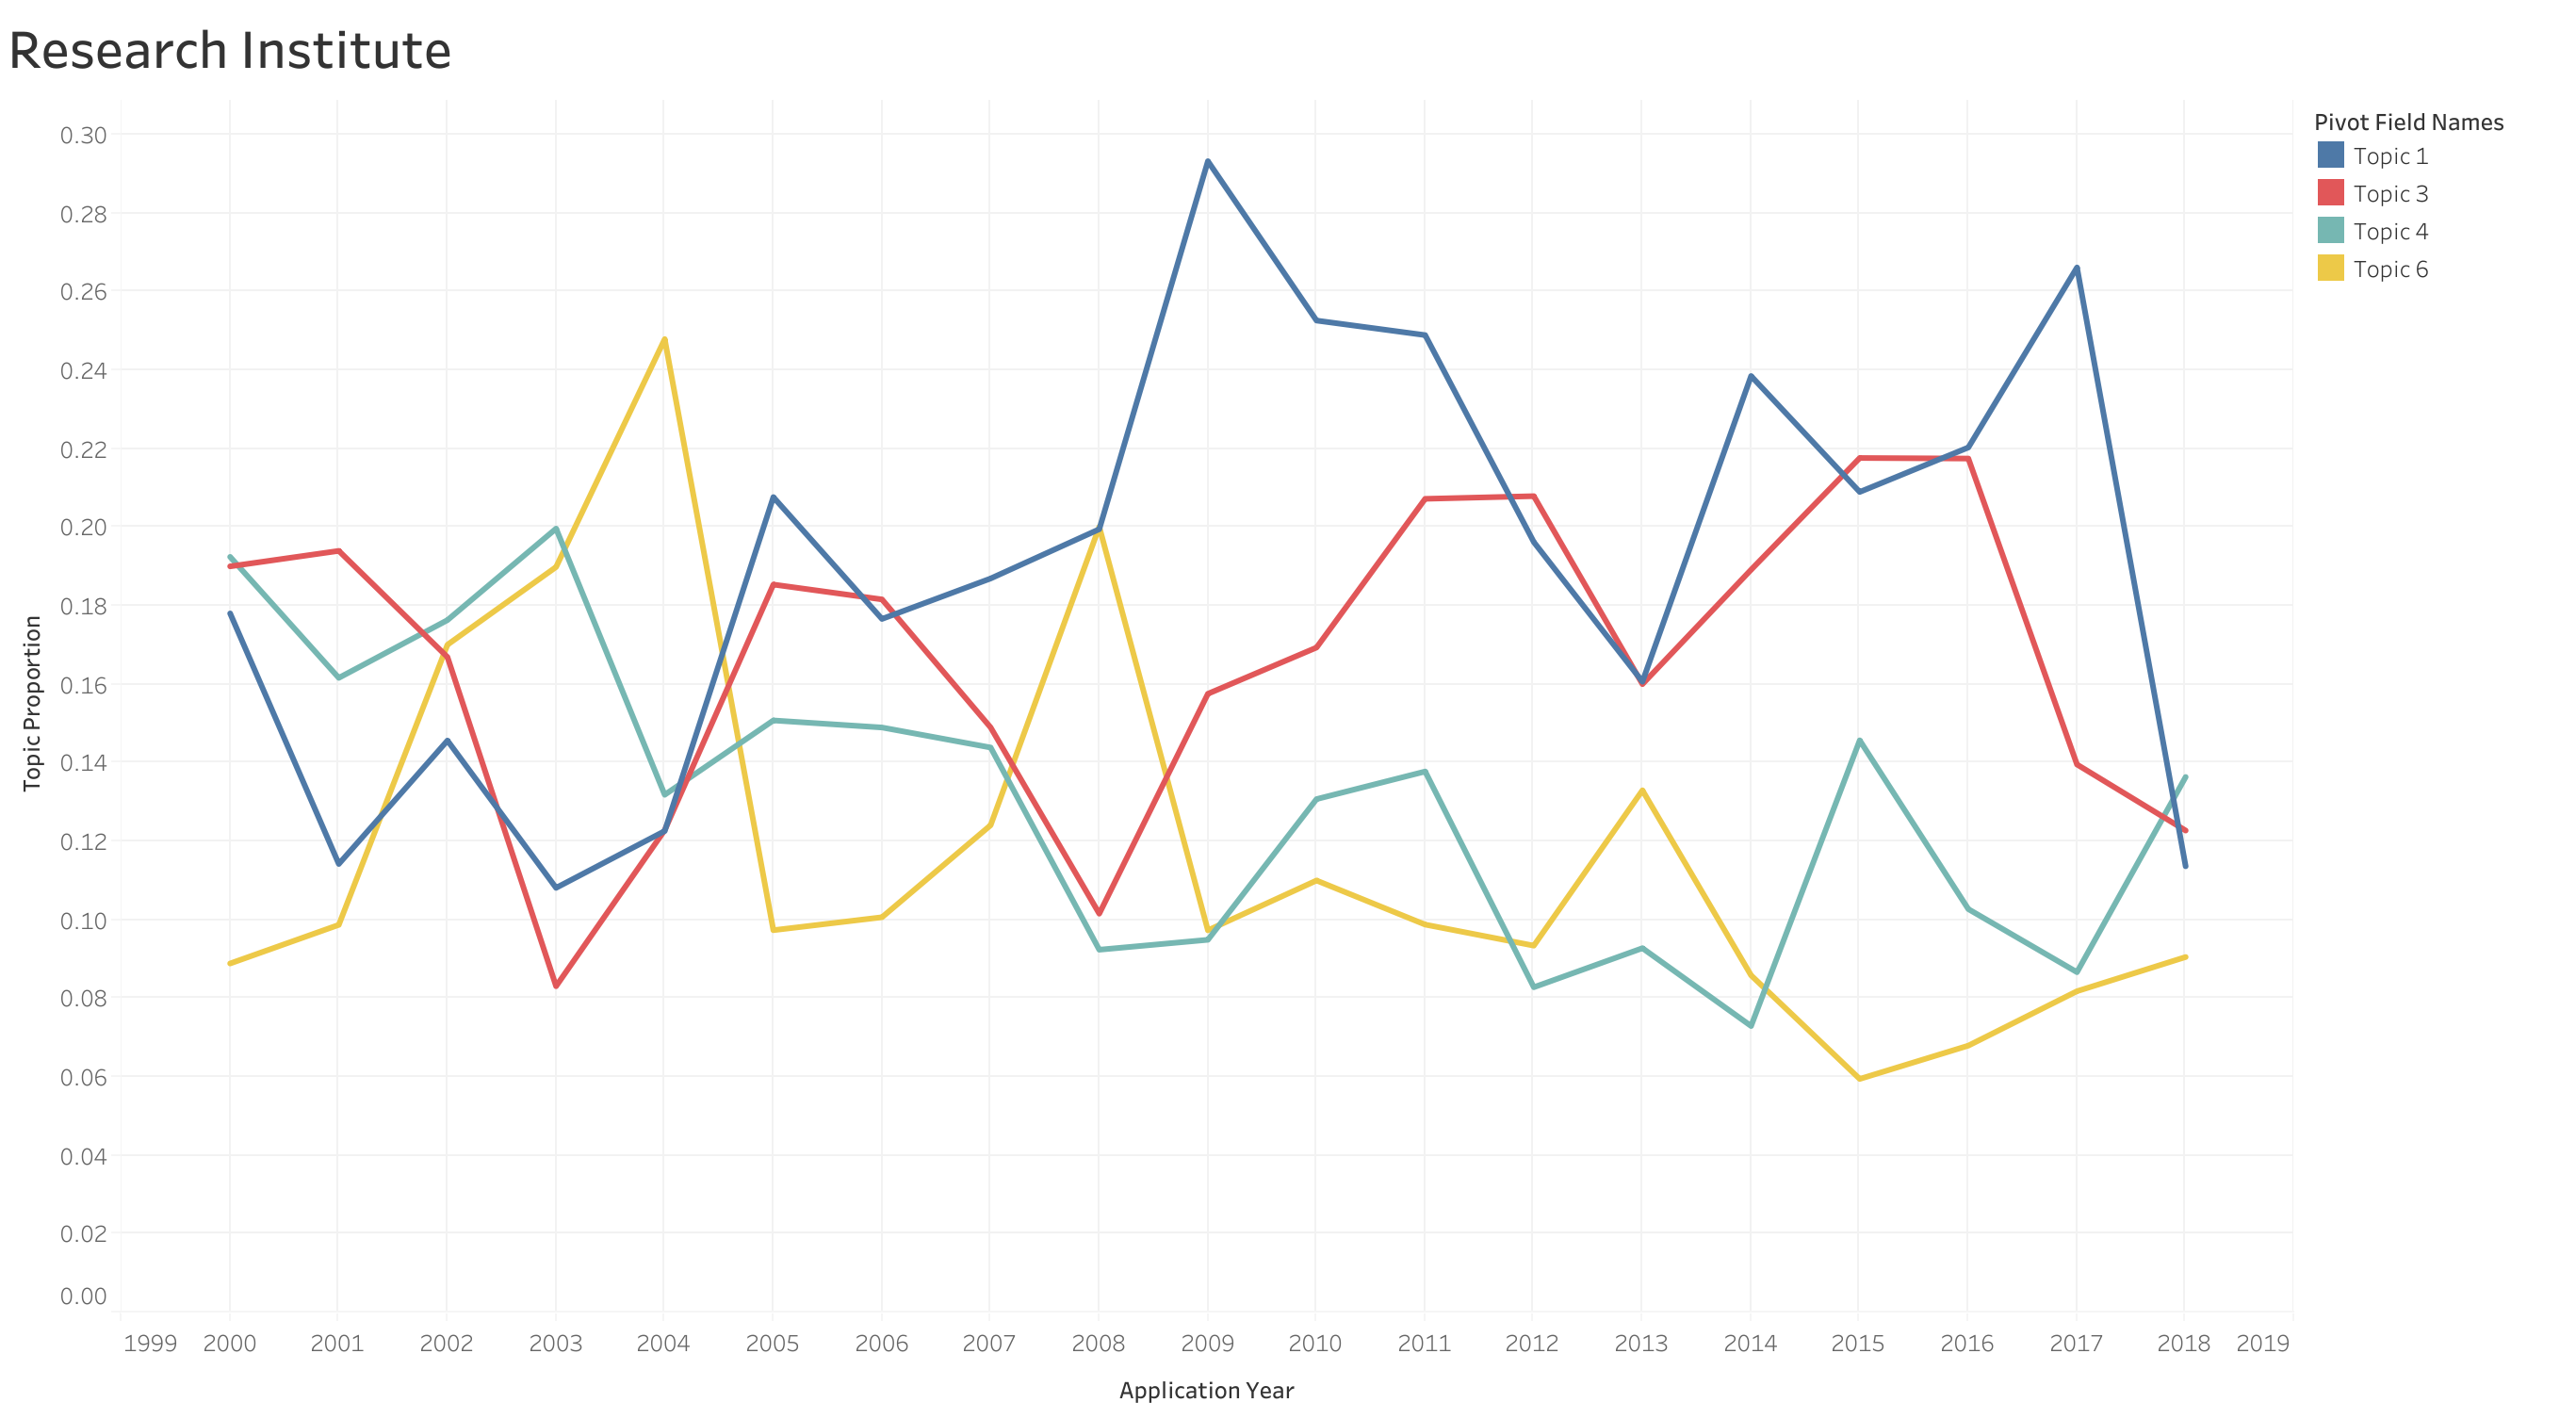 Research Institute
Pivot Field Names
Topic 1
Topic 3
Topic 4
Topic 6
Topic Proportion
0.30
0.28
0.26
0.24
0.22
0.20
0.18
0.16
0.14
0.12
0.10
0.08
0.06
0.04
0.02
0.00
1999 2000 2001 2002 2003 2004 2005 2006 2007 2008 2009 2010 2011 2012 2013 2014 2015 2016 2017 2018 2019
Application Year